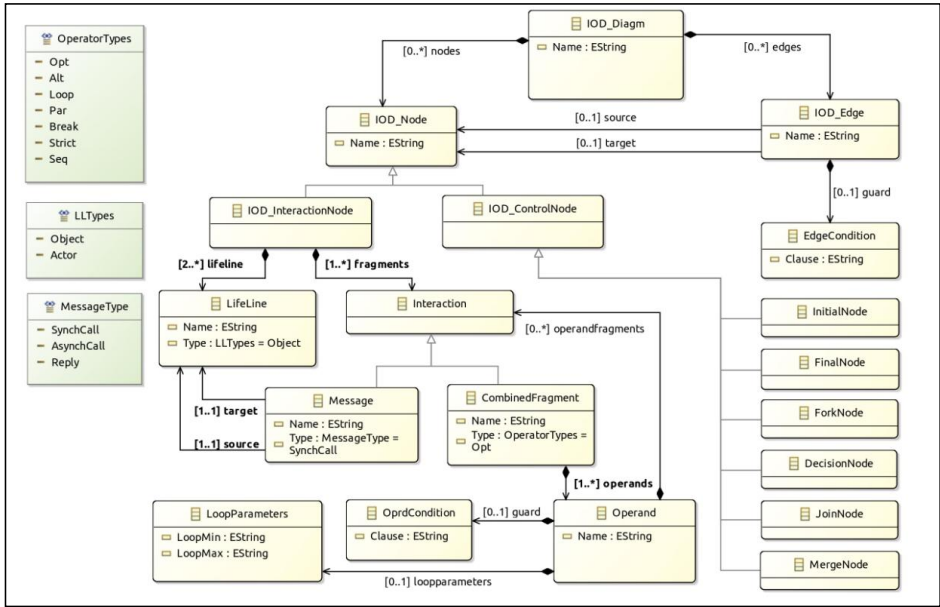 OperatorTypes
Opt
Alt
Loop
Par
Break
Strict
Seq
LLTypes
Object
Actor
MessageType
SynchCall
AsynchCall
Reply
IOD_Diagm
Name : EString
[0..*] nodes
[0..*] edges
IOD_Node
Name : EString
[0..1] source
[0..1] target
IOD_Edge
Name : EString
[0..1] guard
IOD_InteractionNode
IOD_ControlNode
EdgeCondition
Clause : EString
[2..*] lifeline
[1..*] fragments
LifeLine
Name : EString
Type : LLTypes = Object
Interaction
[0..*] operandfragments
InitialNode
FinalNode
ForkNode
DecisionNode
JoinNode
MergeNode
[1..1] target
[1..1] source
Message
Name : EString
Type : MessageType =
SynchCall
CombinedFragment
Name : EString
Type : OperatorTypes =
Opt
[1..*] operands
LoopParameters
LoopMin : EString
LoopMax : EString
OprdCondition
Clause : EString
[0..1] guard
Operand
Name : EString
[0..1] loopparameters